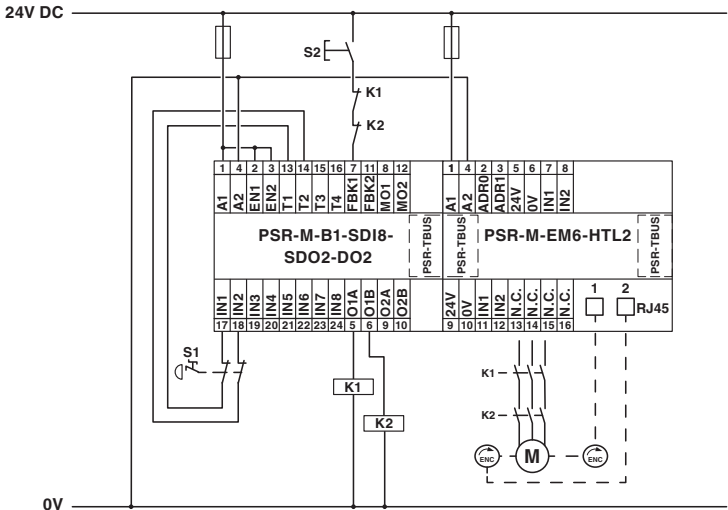 24V DC
S2
K1
K2
1 4 2 3 13 14 15 16 7 11 8 12
A1 A2 EN1 EN2 T1 T2 T3 T4 FBK1 FBK2 MO1 MO2
1 4 2 3 5 6 7 8
A1 A2 ADR0 ADR1 24V 0V IN1 IN2
PSR-M-B1-SDI8-
SDO2-DO2
PSR-TBUS
PSR-TBUS
PSR-M-EM6-HTL2
PSR-TBUS
IN1 IN2 IN3 IN4 IN5 IN6 IN7 IN8 O1A O1B O2A O2B
17 18 19 20 21 22 23 24 5 6 9 10
24V 0V IN1 IN2 N.C. N.C. N.C. N.C.
9 10 11 12 13 14 15 16
1 2
RJ45
S1
K1
K2
K1
K2
ENC
M
ENC
0V